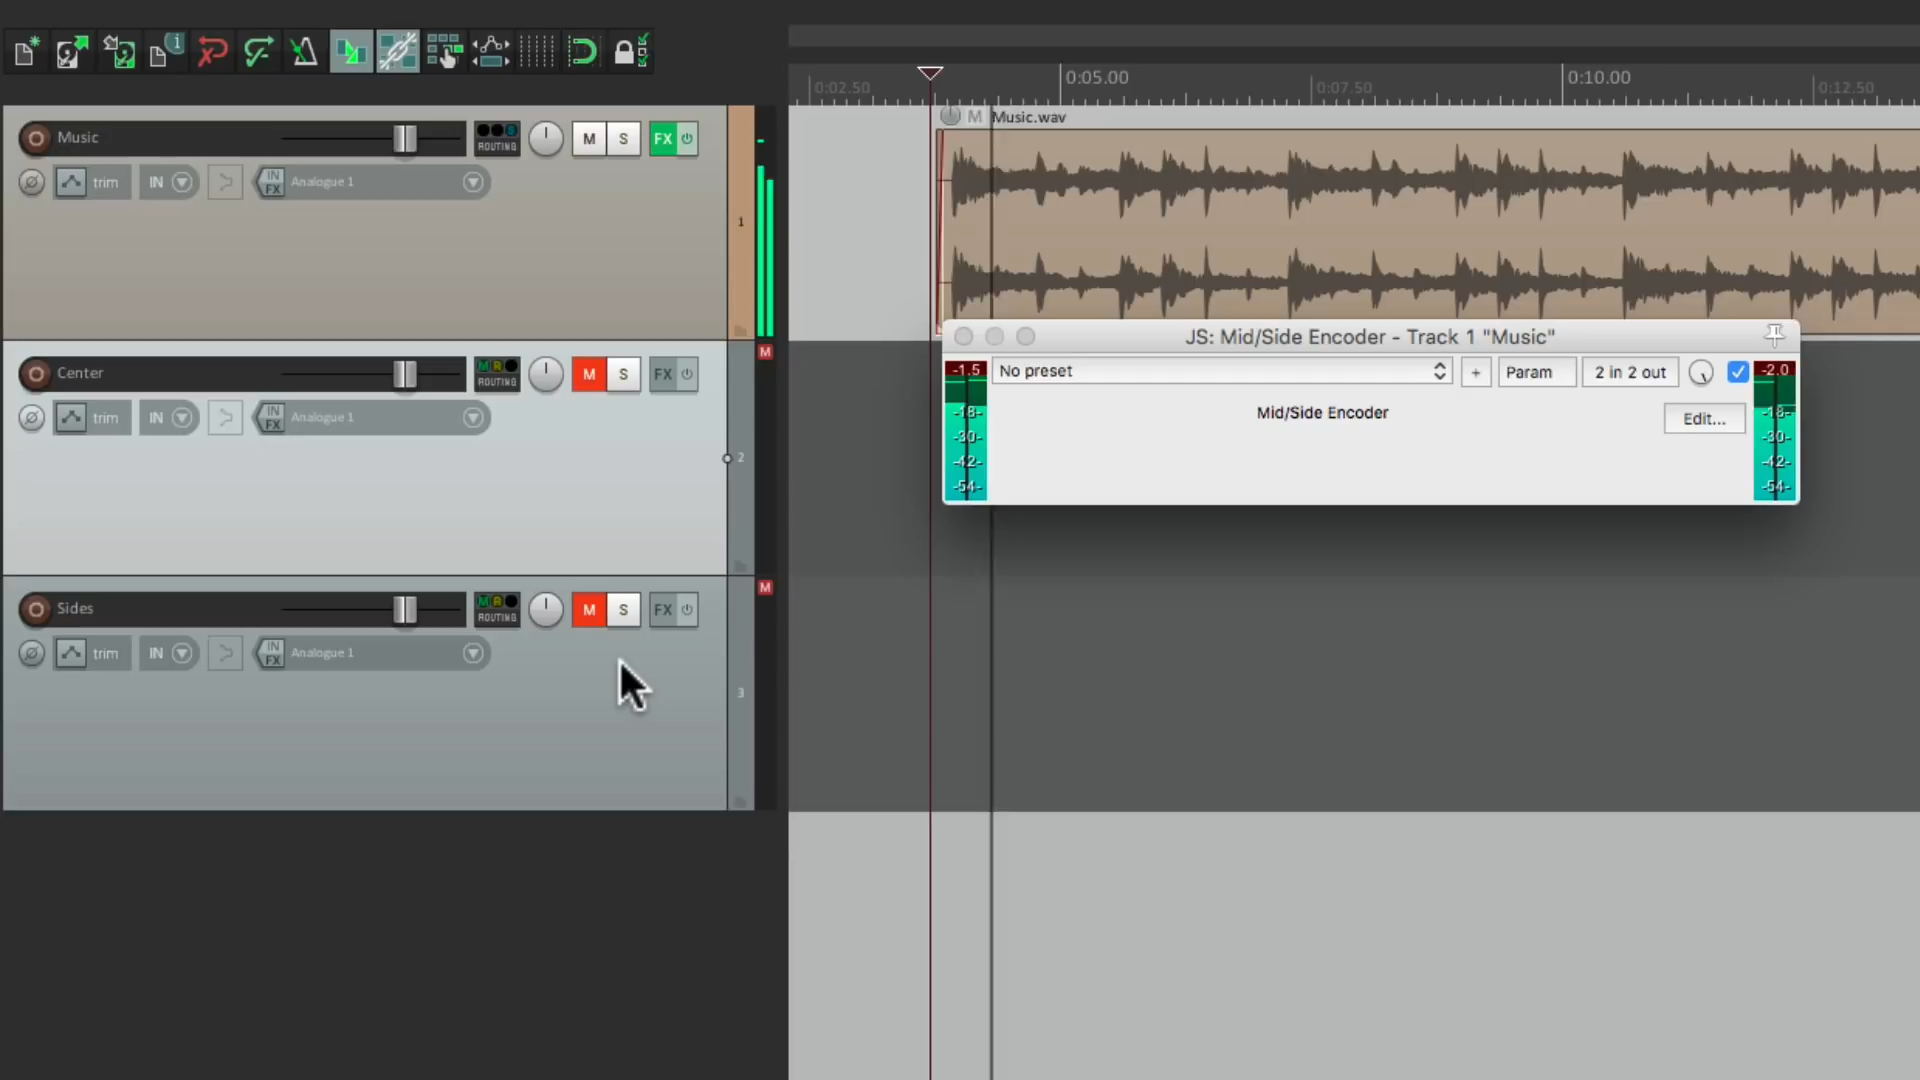 0:02.50 0:05.00 0:07.50 0:10.00 0:12.50
M Music.wav
Music ROUTING M S FX
trim IN IN FX Analogue 1
1
M
JS: Mid/Side Encoder - Track 1 "Music"
-1.5 No preset + Param 2 in 2 out -2.0
Mid/Side Encoder
Edit...
-18- -18-
-30- -30-
-42- -42-
-54- -54-
Center M R ROUTING M S FX
trim IN IN FX Analogue 1
2
M
Sides M R ROUTING M S FX
trim IN IN FX Analogue 1
3